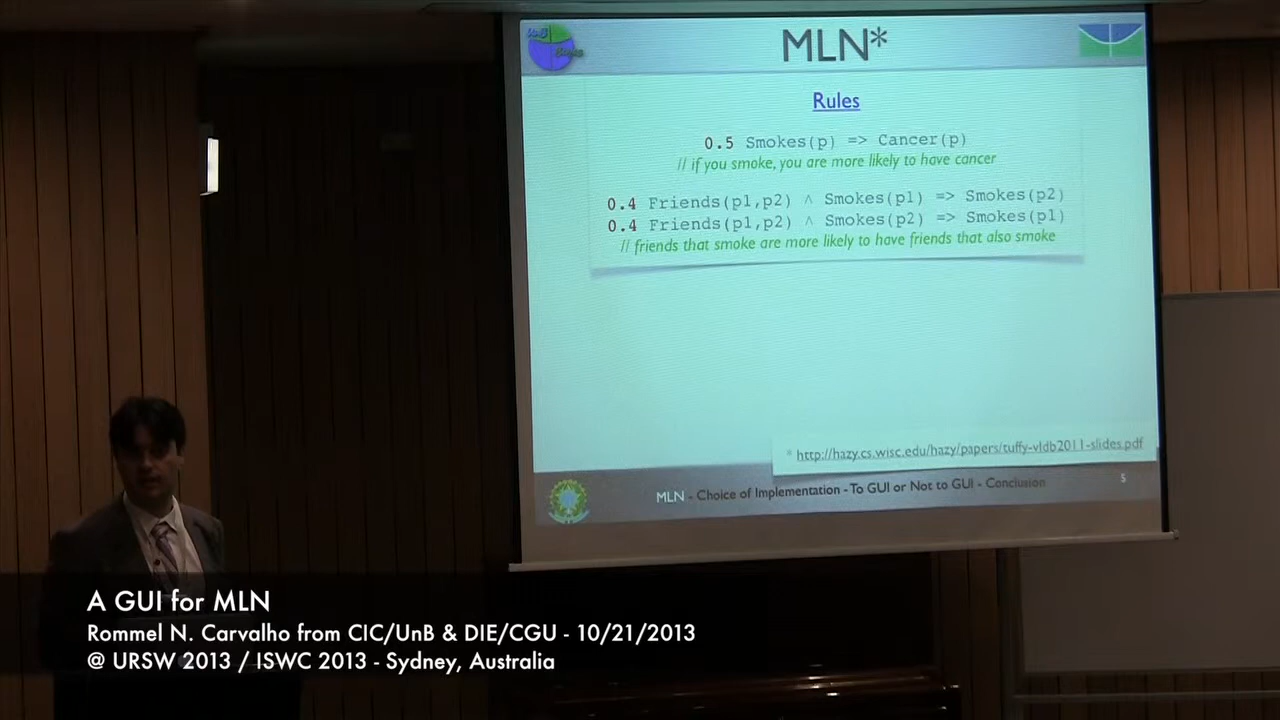 UnB
MLN*
Rules
0.5 Smokes(p) => Cancer(p)
// if you smoke, you are more likely to have cancer
0.4 Friends(p1,p2) ^ Smokes(p1) => Smokes(p2)
0.4 Friends(p1,p2) ^ Smokes(p2) => Smokes(p1)
// friends that smoke are more likely to have friends that also smoke
* http://hazy.cs.wisc.edu/hazy/papers/tuffy-vldb2011-slides.pdf
MLN - Choice of Implementation - To GUI or Not to GUI - Conclusion
5
A GUI for MLN
Rommel N. Carvalho from CIC/UnB & DIE/CGU - 10/21/2013
@ URSW 2013 / ISWC 2013 - Sydney, Australia